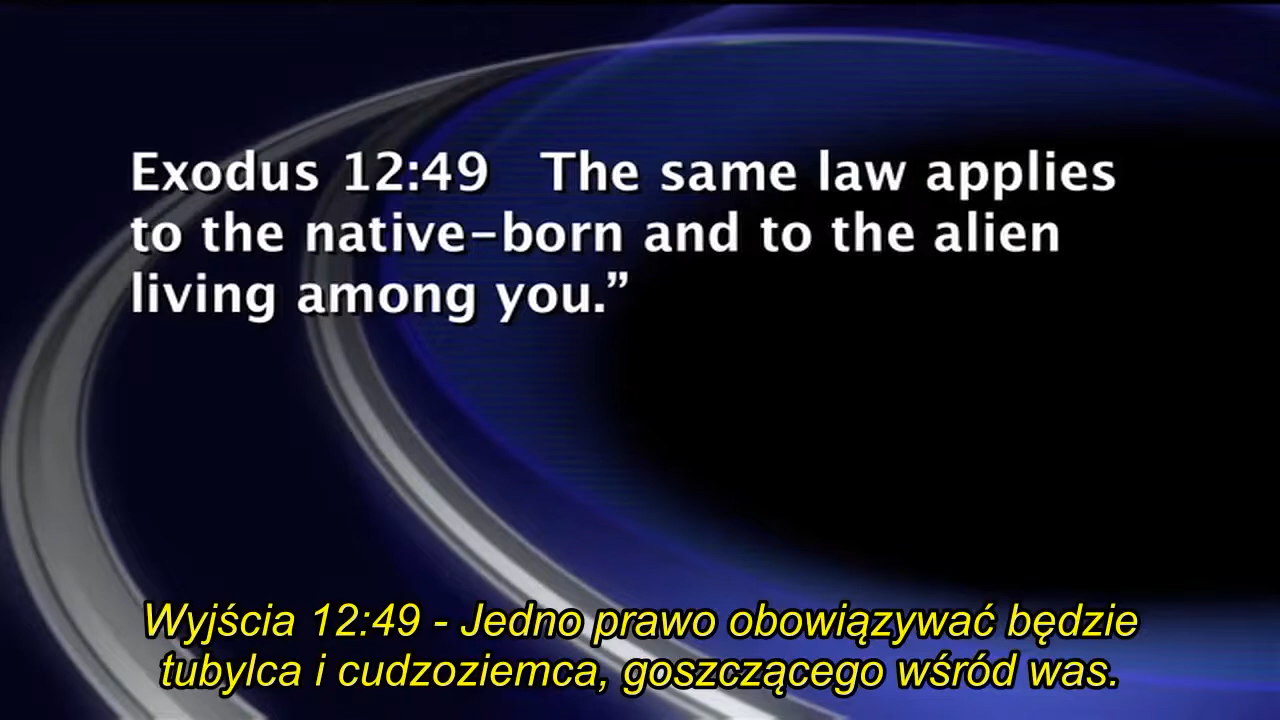 Exodus 12:49 The same law applies
to the native-born and to the alien
living among you.”
Wyjścia 12:49 - Jedno prawo obowiązywać będzie
tubylca i cudzoziemca, goszczącego wśród was.